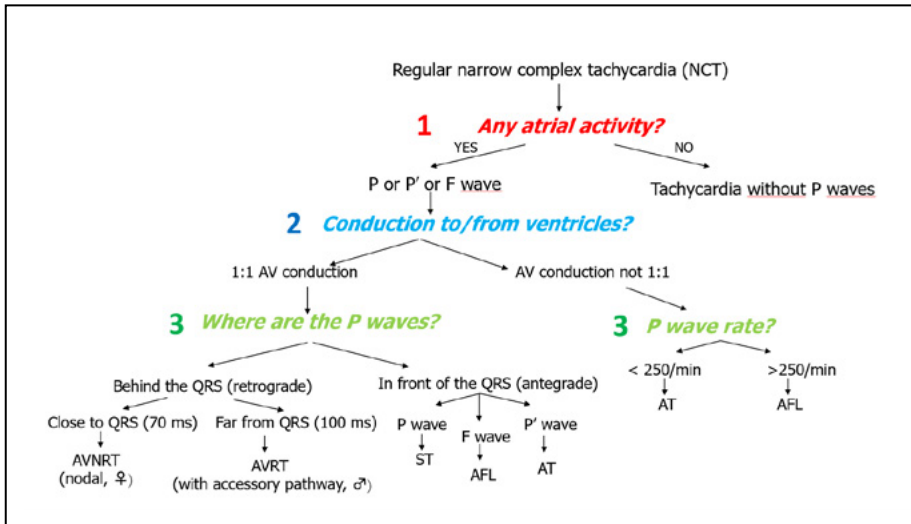 Regular narrow complex tachycardia (NCT)
1 Any atrial activity?
YES NO
P or P' or F wave
Tachycardia without P waves
2 Conduction to/from ventricles?
1:1 AV conduction AV conduction not 1:1
3 Where are the P waves? 3 P wave rate?
Behind the QRS (retrograde) In front of the QRS (antegrade) < 250/min >250/min
AT AFL
Close to QRS (70 ms) Far from QRS (100 ms) P wave F wave P' wave
ST AFL AT
AVNRT AVRT
(nodal, ♀) (with accessory pathway, ♂)